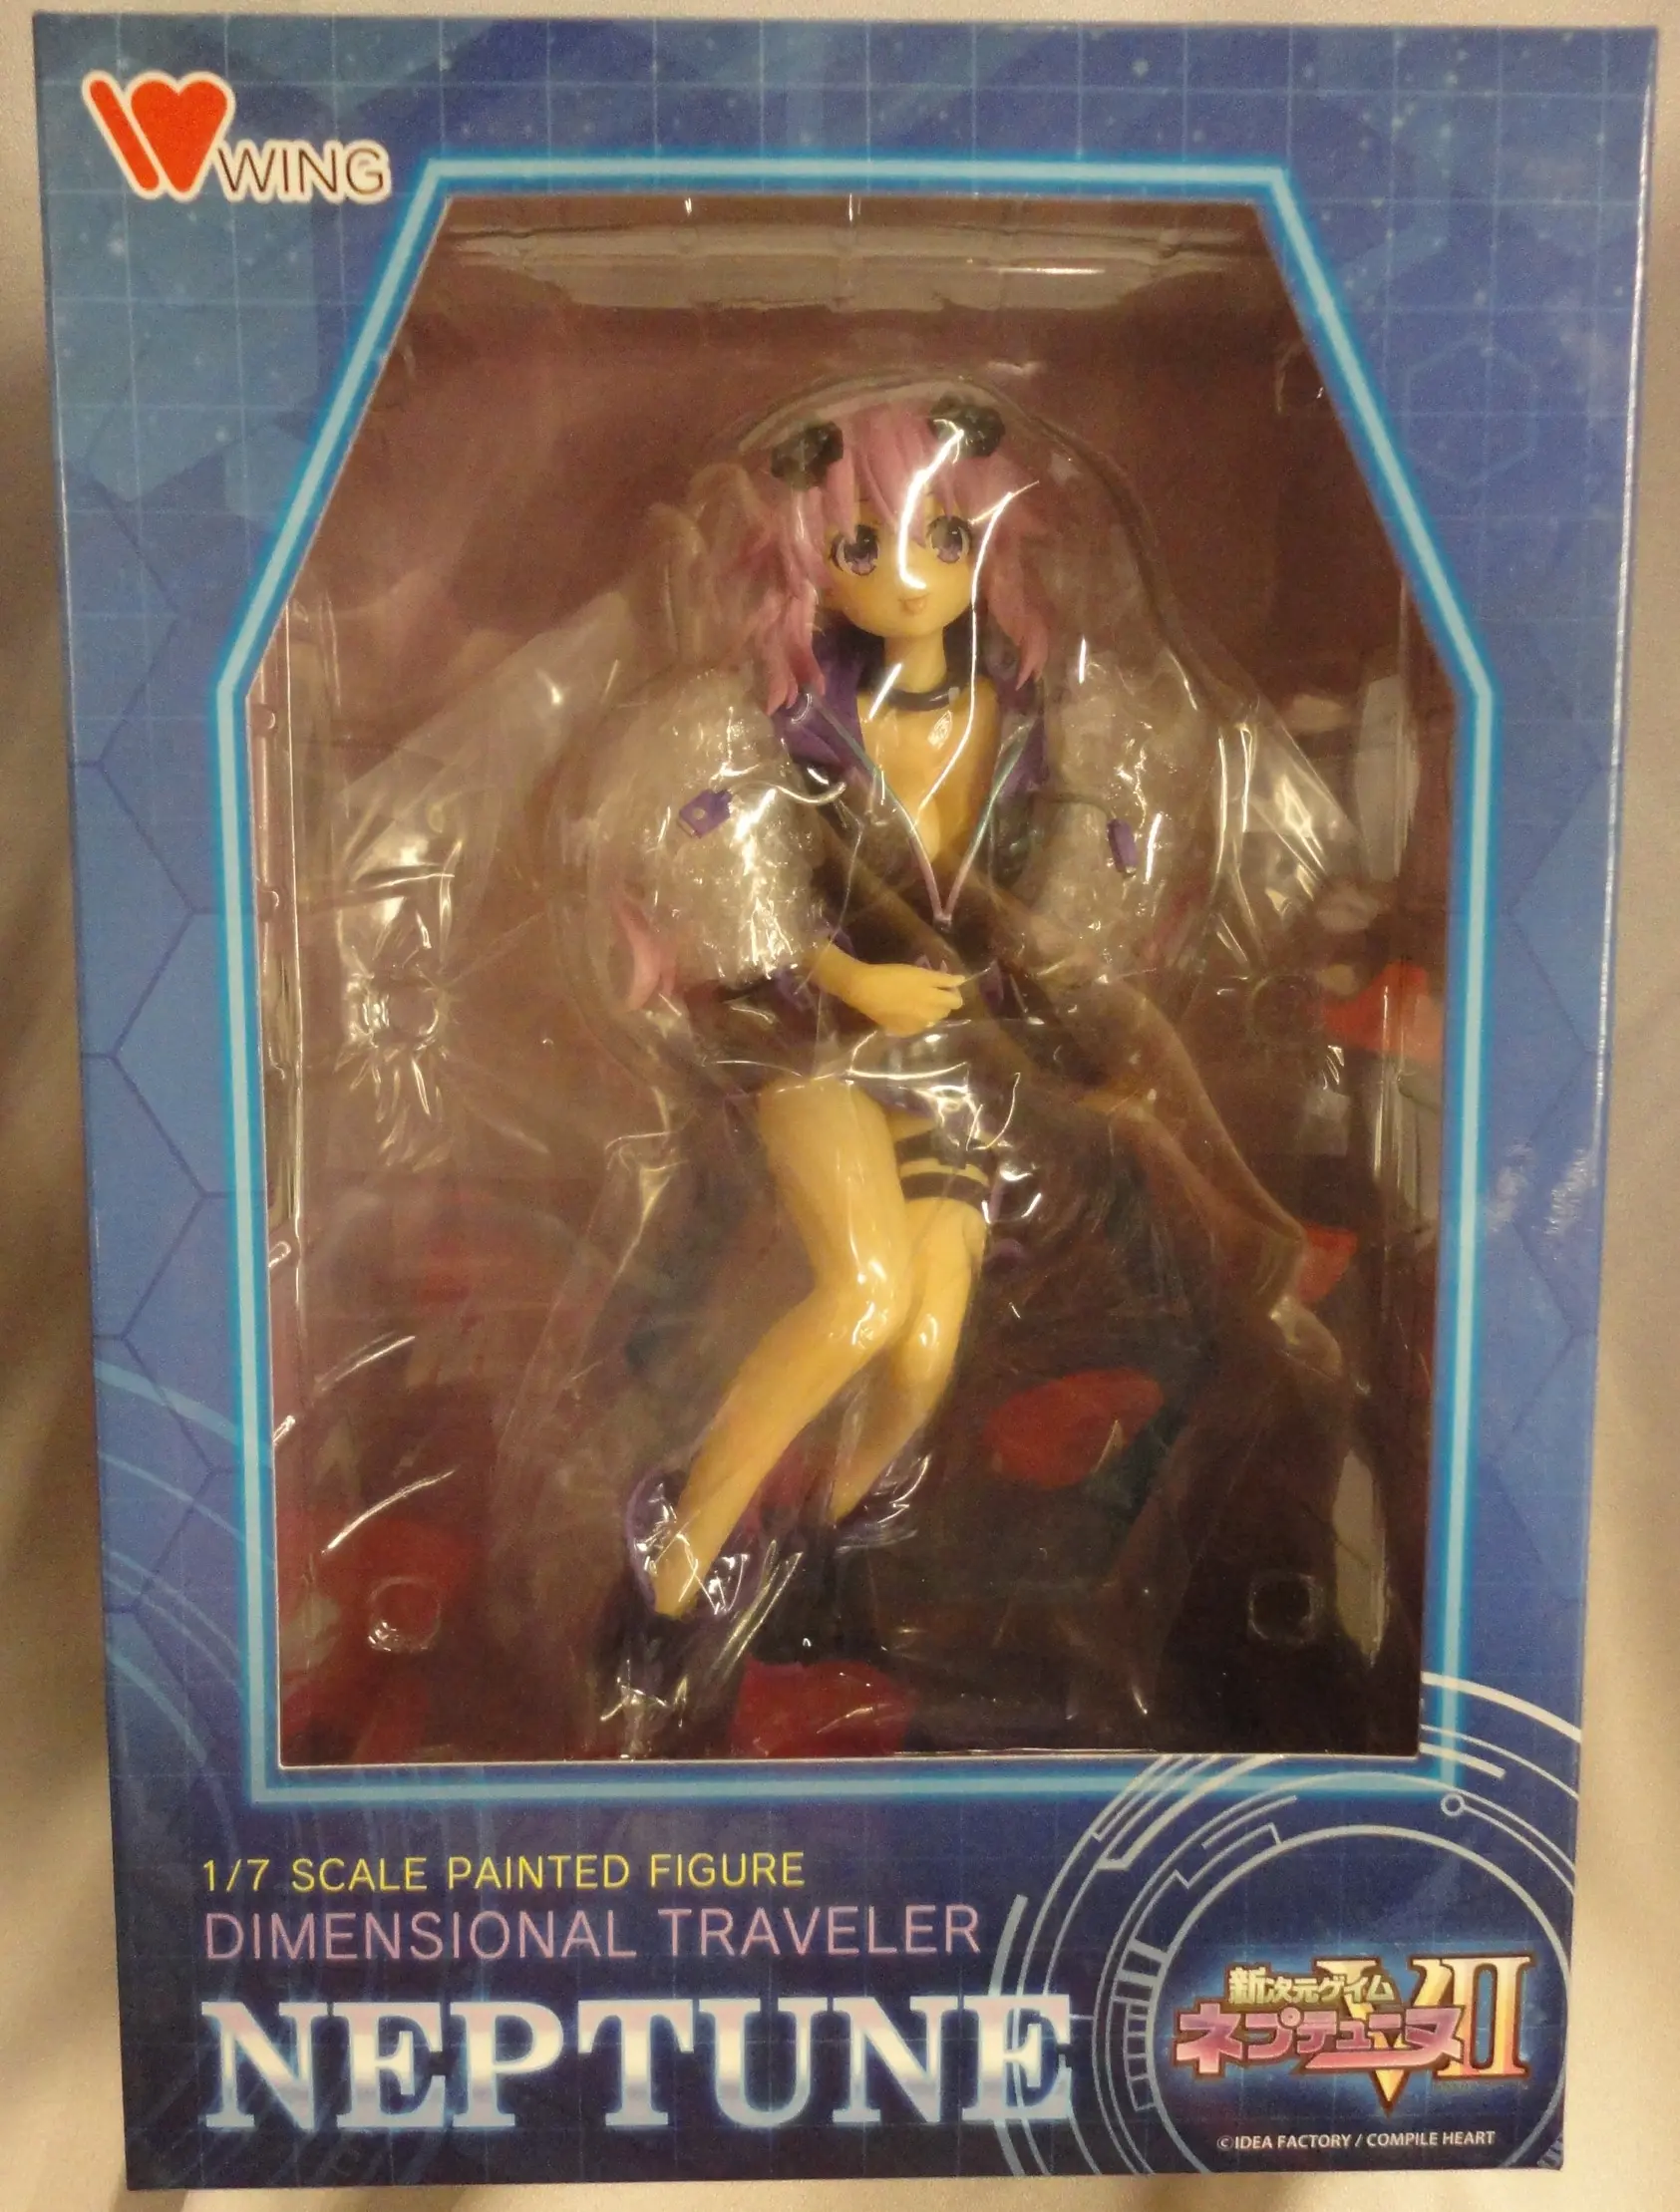 WING
1/7 SCALE PAINTED FIGURE
DIMENSIONAL TRAVELER
NEPTUNE
新次元ゲイム
ネプテューヌ VII
©IDEA FACTORY / COMPILE HEART